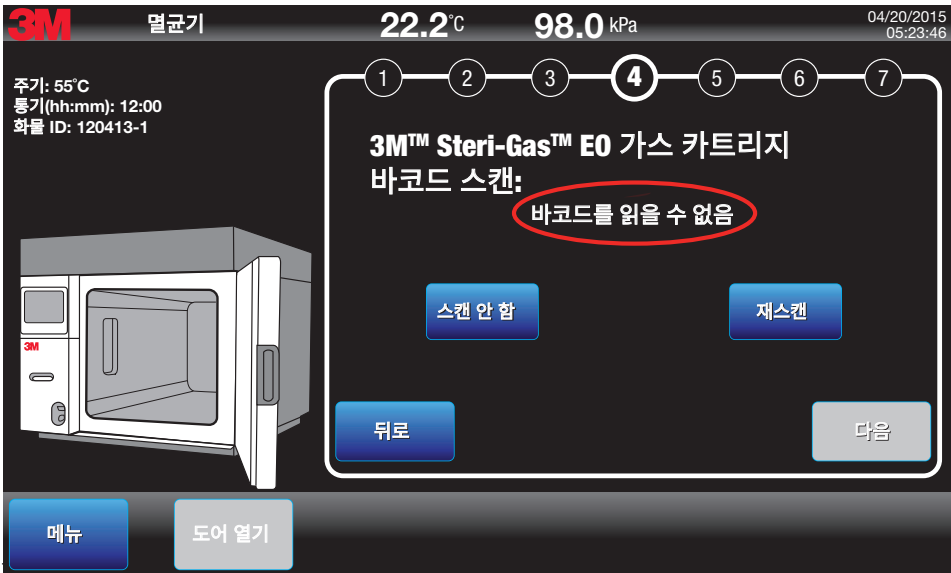 3M 멸균기 22.2°C 98.0 kPa 04/20/2015
05:23:46
주기: 55°C
통기(hh:mm): 12:00
화물 ID: 120413-1
1 2 3 4 5 6 7
3M™ Steri-Gas™ EO 가스 카트리지
바코드 스캔:
바코드를 읽을 수 없음
스캔 안 함 재스캔
3M
뒤로 다음
메뉴 도어 열기